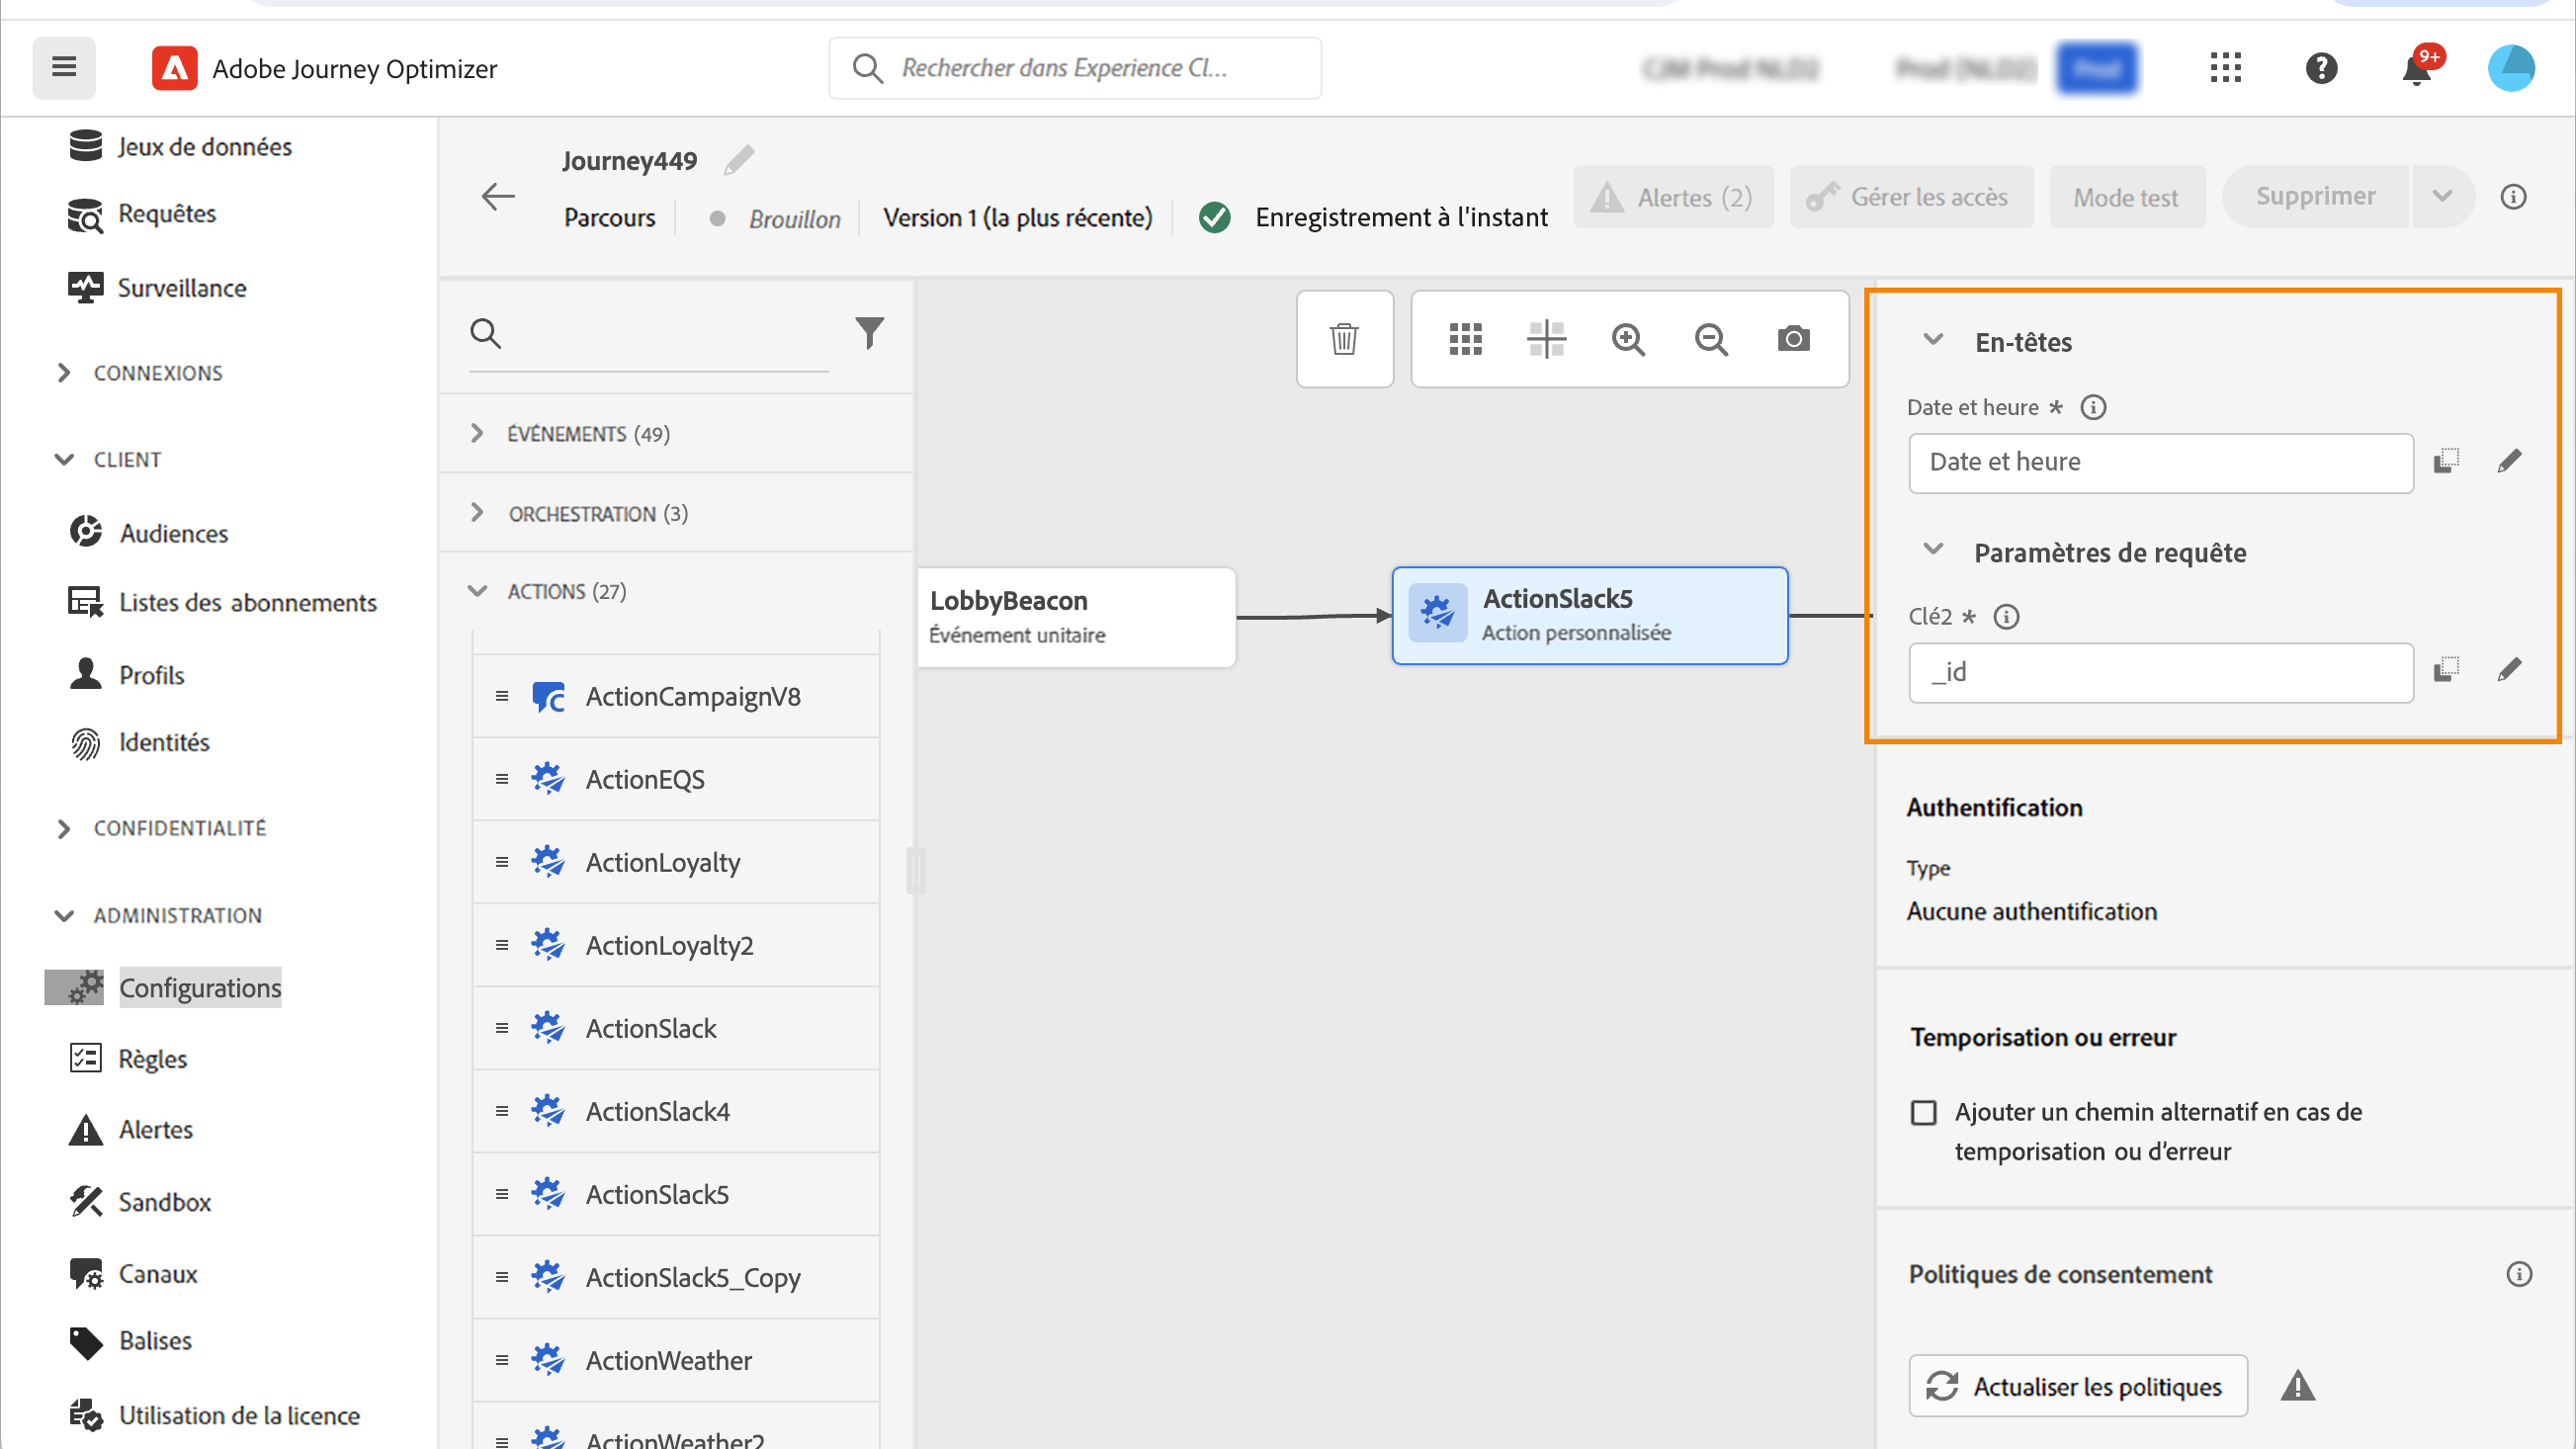 Adobe Journey Optimizer
Rechercher dans Experience Cl...
9+
Jeux de données
Requêtes
Surveillance
CONNEXIONS
CLIENT
Audiences
Listes des abonnements
Profils
Identités
CONFIDENTIALITÉ
ADMINISTRATION
Configurations
Règles
Alertes
Sandbox
Canaux
Balises
Utilisation de la licence
Journey449
Parcours
Brouillon
Version 1 (la plus récente)
Enregistrement à l'instant
Alertes (2)
Gérer les accès
Mode test
Supprimer
ÉVÉNEMENTS (49)
ORCHESTRATION (3)
ACTIONS (27)
ActionCampaignV8
ActionEQS
ActionLoyalty
ActionLoyalty2
ActionSlack
ActionSlack4
ActionSlack5
ActionSlack5_Copy
ActionWeather
ActionWeather2
LobbyBeacon
Événement unitaire
ActionSlack5
Action personnalisée
En-têtes
Date et heure *
Date et heure
Paramètres de requête
Clé2 *
_id
Authentification
Type
Aucune authentification
Temporisation ou erreur
Ajouter un chemin alternatif en cas de
temporisation ou d'erreur
Politiques de consentement
Actualiser les politiques